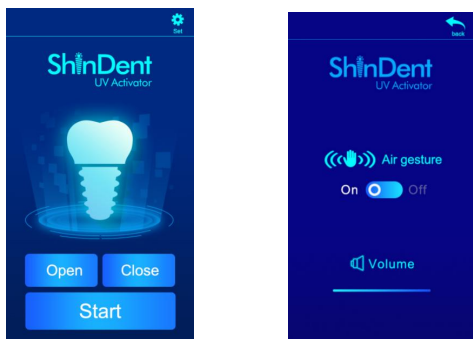 Set
ShinDent
UV Activator
Open
Close
Start
back
ShinDent
UV Activator
Air gesture
On
Off
Volume